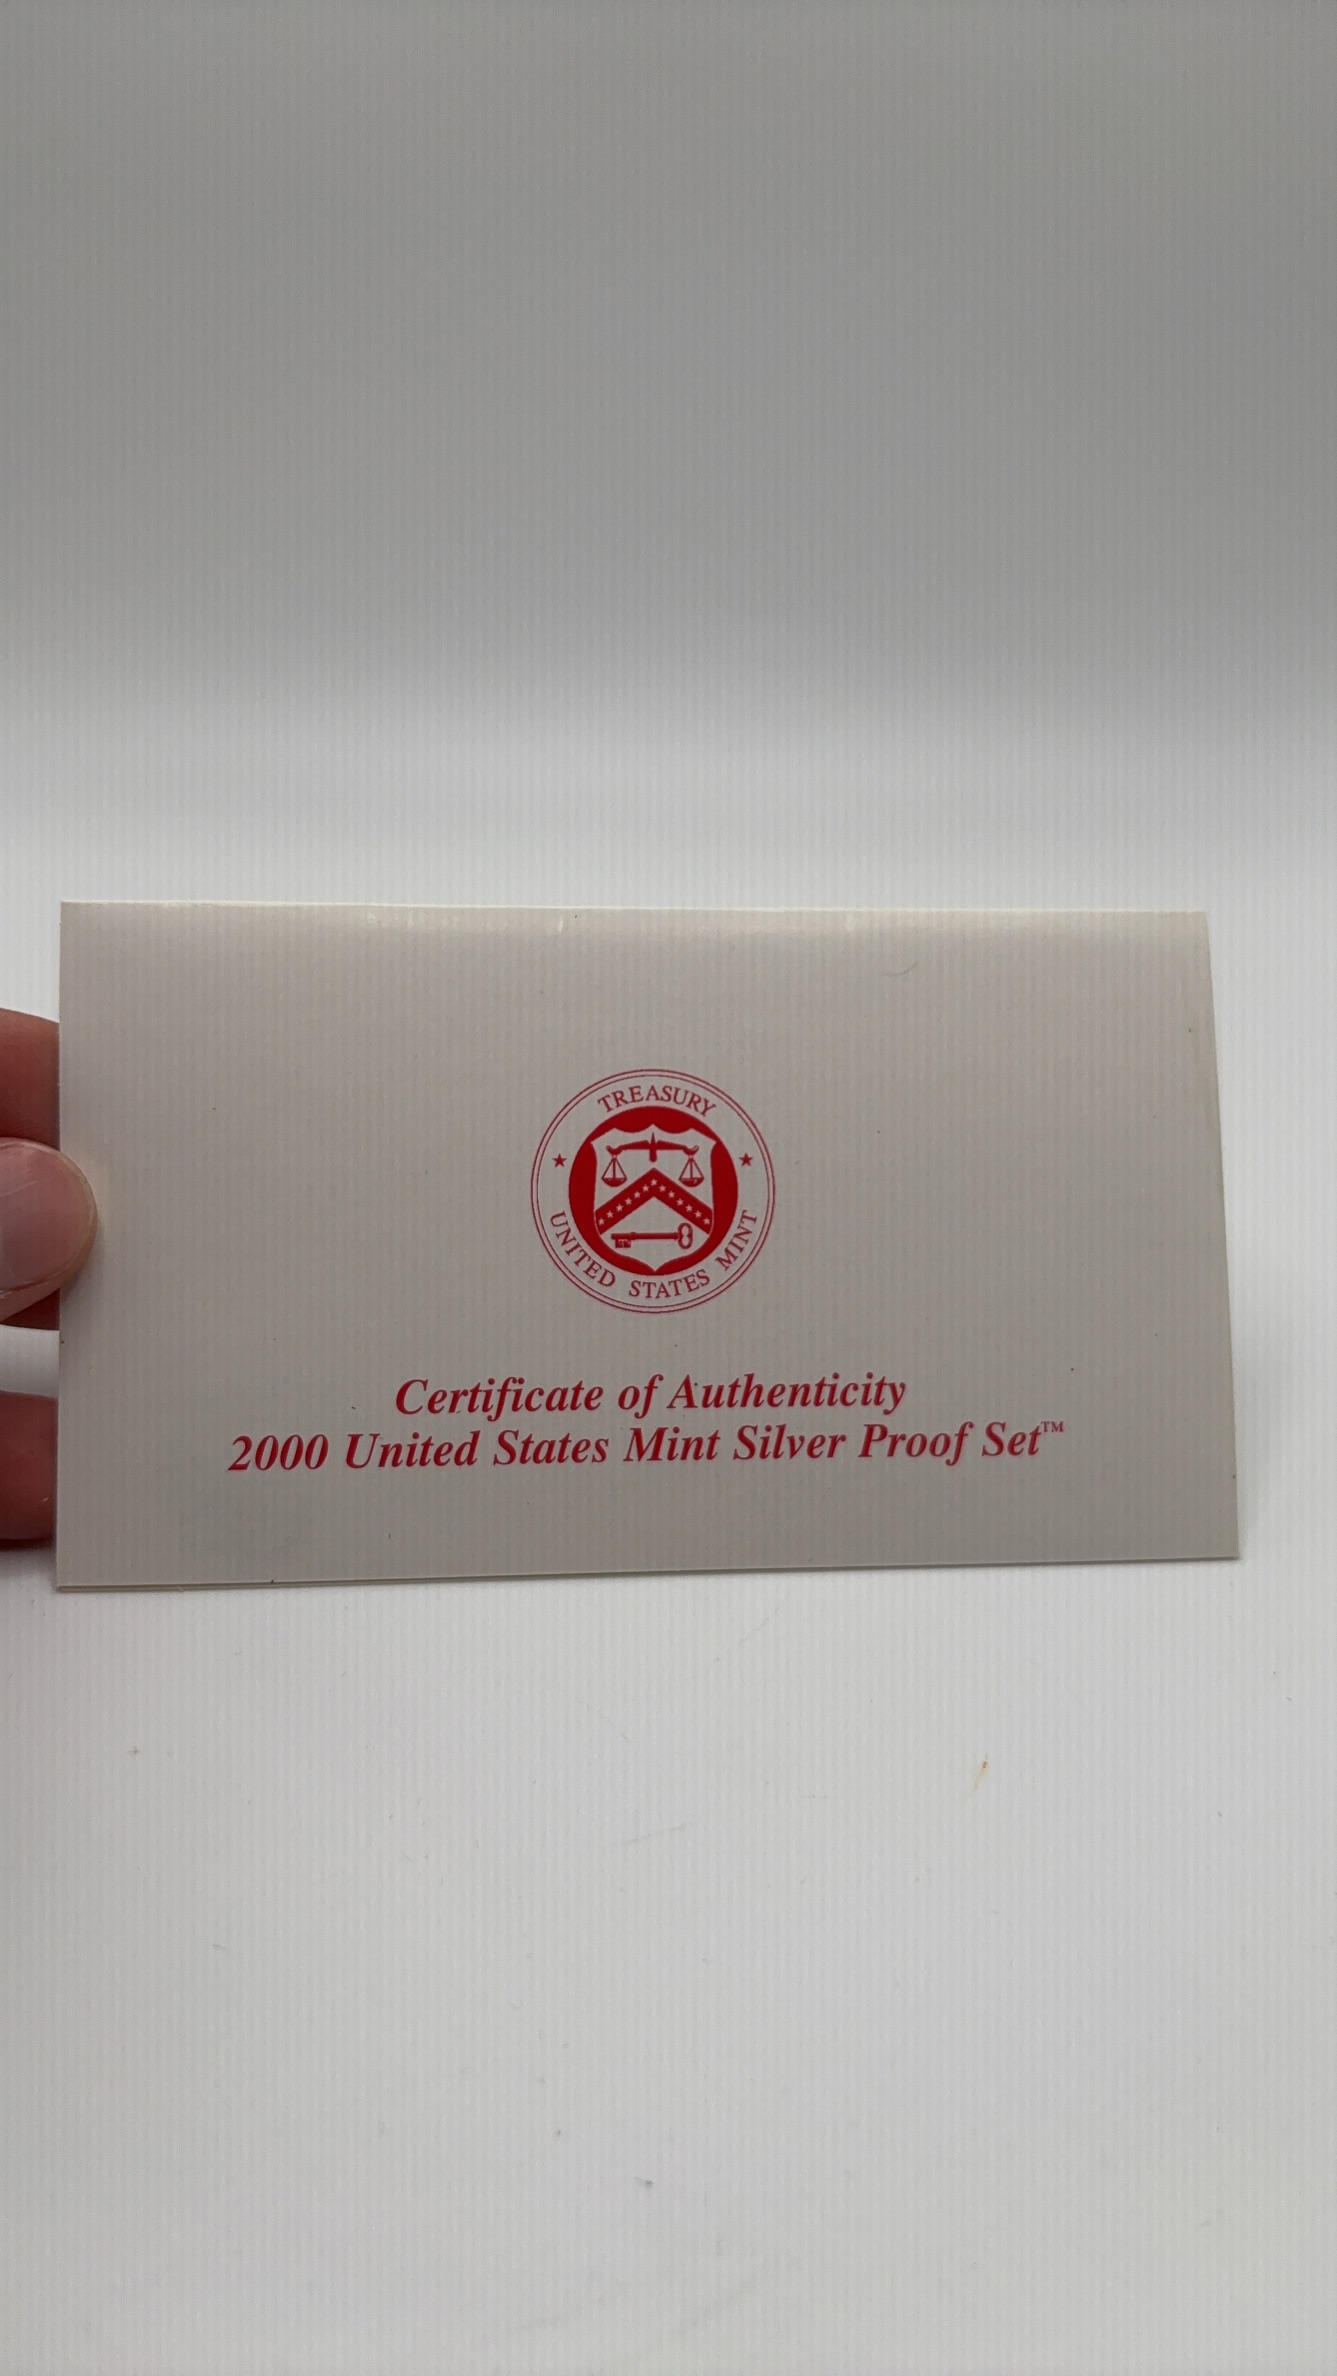 TREASURY
UNITED STATES MINT
Certificate of Authenticity
2000 United States Mint Silver Proof Set™